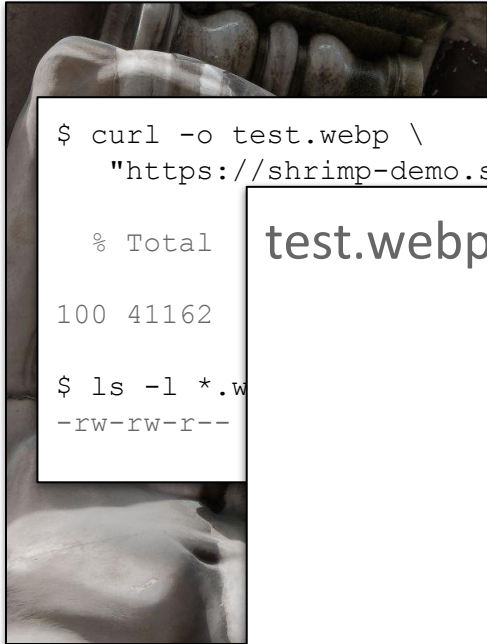 $ curl -o test.webp \
"https://shrimp-demo.s
% Total
100 41162
$ ls -l *.w
-rw-rw-r--
test.webp